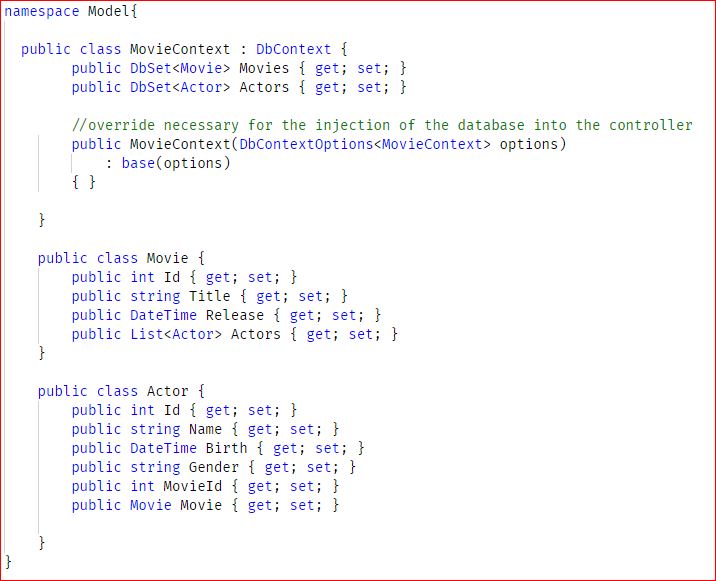 namespace Model{
public class MovieContext : DbContext {
public DbSet<Movie> Movies { get; set; }
public DbSet<Actor> Actors { get; set; }
//override necessary for the injection of the database into the controller
public MovieContext(DbContextOptions<MovieContext> options)
: base(options)
{ }
}
public class Movie {
public int Id { get; set; }
public string Title { get; set; }
public DateTime Release { get; set; }
public List<Actor> Actors { get; set; }
}
public class Actor {
public int Id { get; set; }
public string Name { get; set; }
public DateTime Birth { get; set; }
public string Gender { get; set; }
public int MovieId { get; set; }
public Movie Movie { get; set; }
}
}